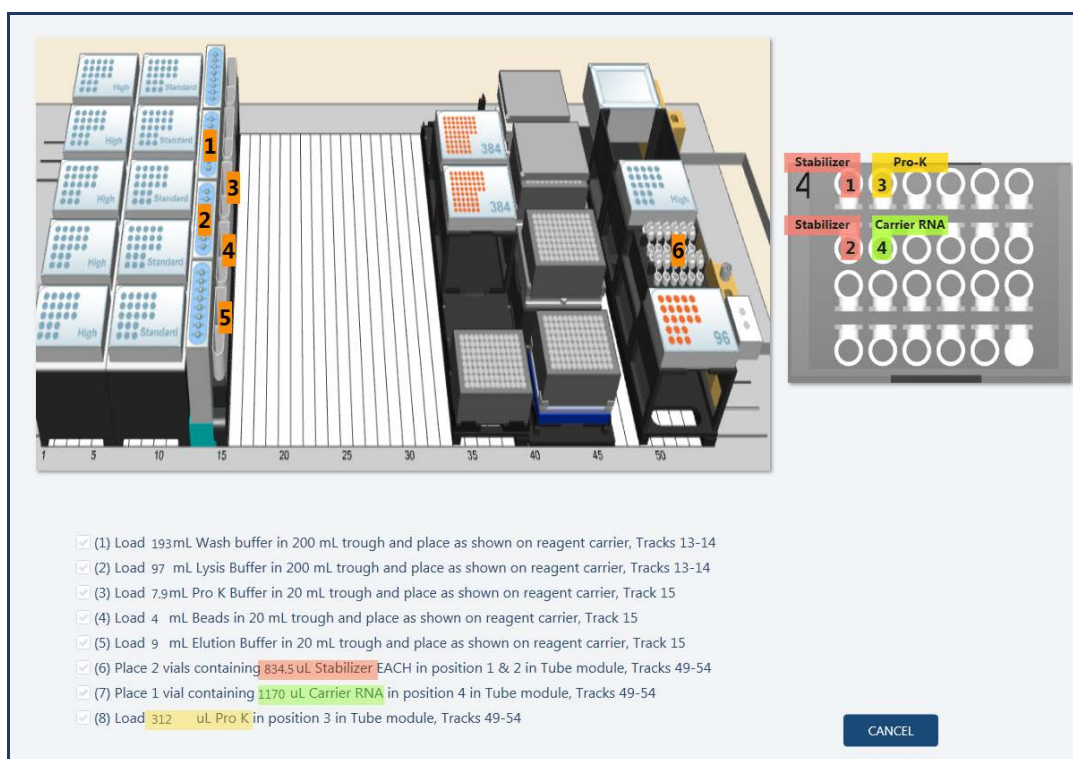 High Standard
High Standard
High Standard
High Standard
High Standard
1
2
3
4
5
384
384
High
6
96
1 5 10 15 20 25 30 35 40 45 50
Stabilizer Pro-K
4 1 3
Stabilizer Carrier RNA
2 4
(1) Load 193mL Wash buffer in 200 mL trough and place as shown on reagent carrier, Tracks 13-14
(2) Load 97 mL Lysis Buffer in 200 mL trough and place as shown on reagent carrier, Tracks 13-14
(3) Load 7.9mL Pro K Buffer in 20 mL trough and place as shown on reagent carrier, Track 15
(4) Load 4 mL Beads in 20 mL trough and place as shown on reagent carrier, Track 15
(5) Load 9 mL Elution Buffer in 20 mL trough and place as shown on reagent carrier, Track 15
(6) Place 2 vials containing 834.5 uL Stabilizer EACH in position 1 & 2 in Tube module, Tracks 49-54
(7) Place 1 vial containing 1170 uL Carrier RNA in position 4 in Tube module, Tracks 49-54
(8) Load 312 uL Pro K in position 3 in Tube module, Tracks 49-54
CANCEL